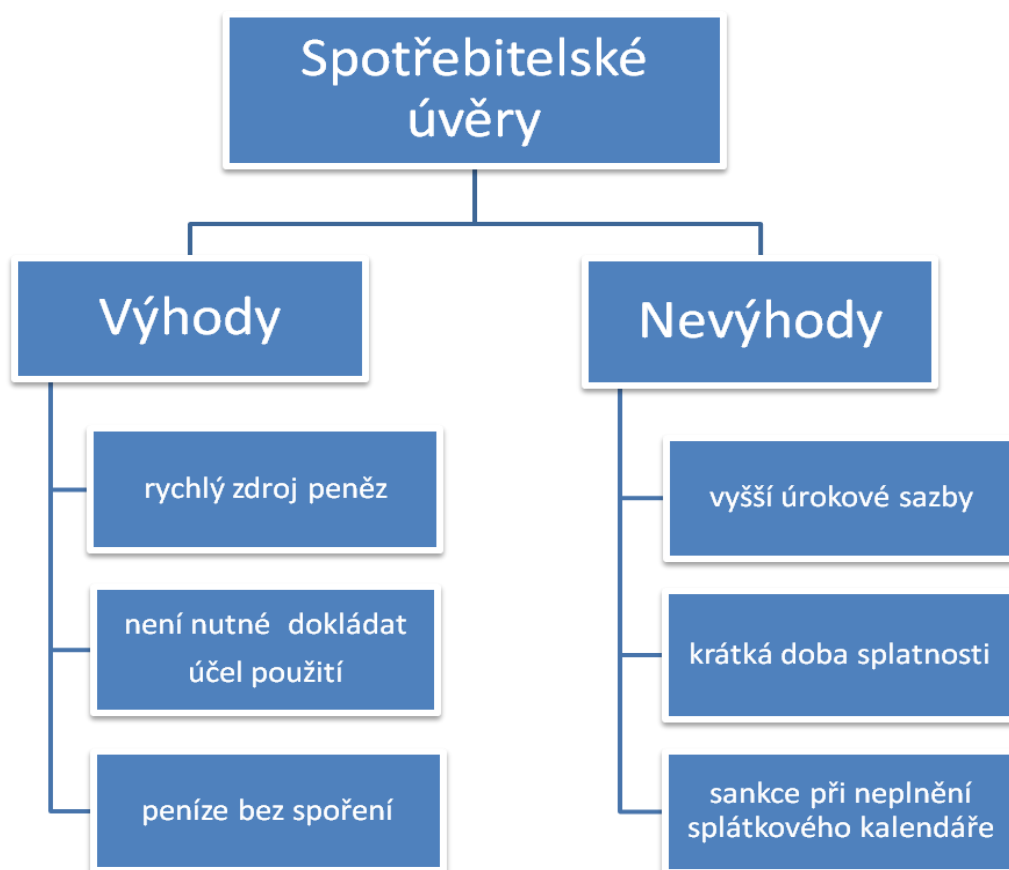 Spotřebitelské
úvěry
Výhody
rychlý zdroj peněz
není nutné dokládat
účel použití
peníze bez spoření
Nevýhody
vyšší úrokové sazby
krátká doba splatnosti
sankce při neplnění
splátkového kalendáře